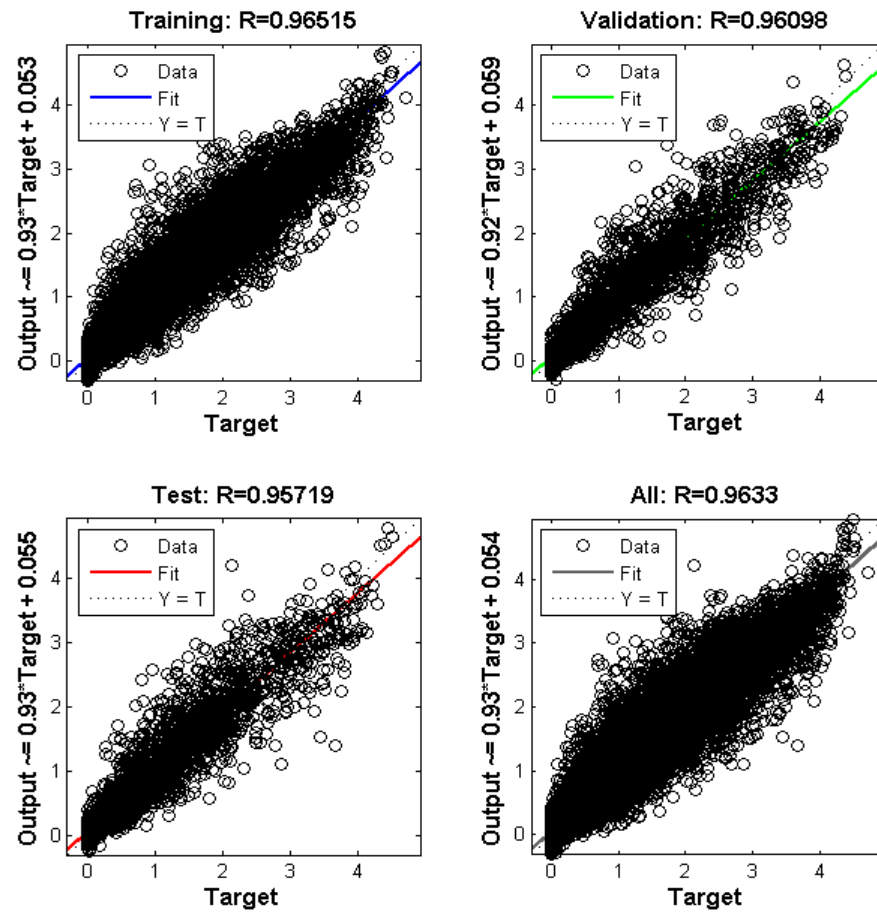 Training: R=0.96515
Output ~= 0.93*Target + 0.053
Data
Fit
Y = T
4
3
2
1
0
0
1
2
3
4
Target
Validation: R=0.96098
Output ~= 0.92*Target + 0.059
Data
Fit
Y = T
4
3
2
1
0
0
1
2
3
4
Target
Test: R=0.95719
Output ~= 0.93*Target + 0.055
Data
Fit
Y = T
4
3
2
1
0
0
1
2
3
4
Target
All: R=0.9633
Output ~= 0.93*Target + 0.054
Data
Fit
Y = T
4
3
2
1
0
0
1
2
3
4
Target